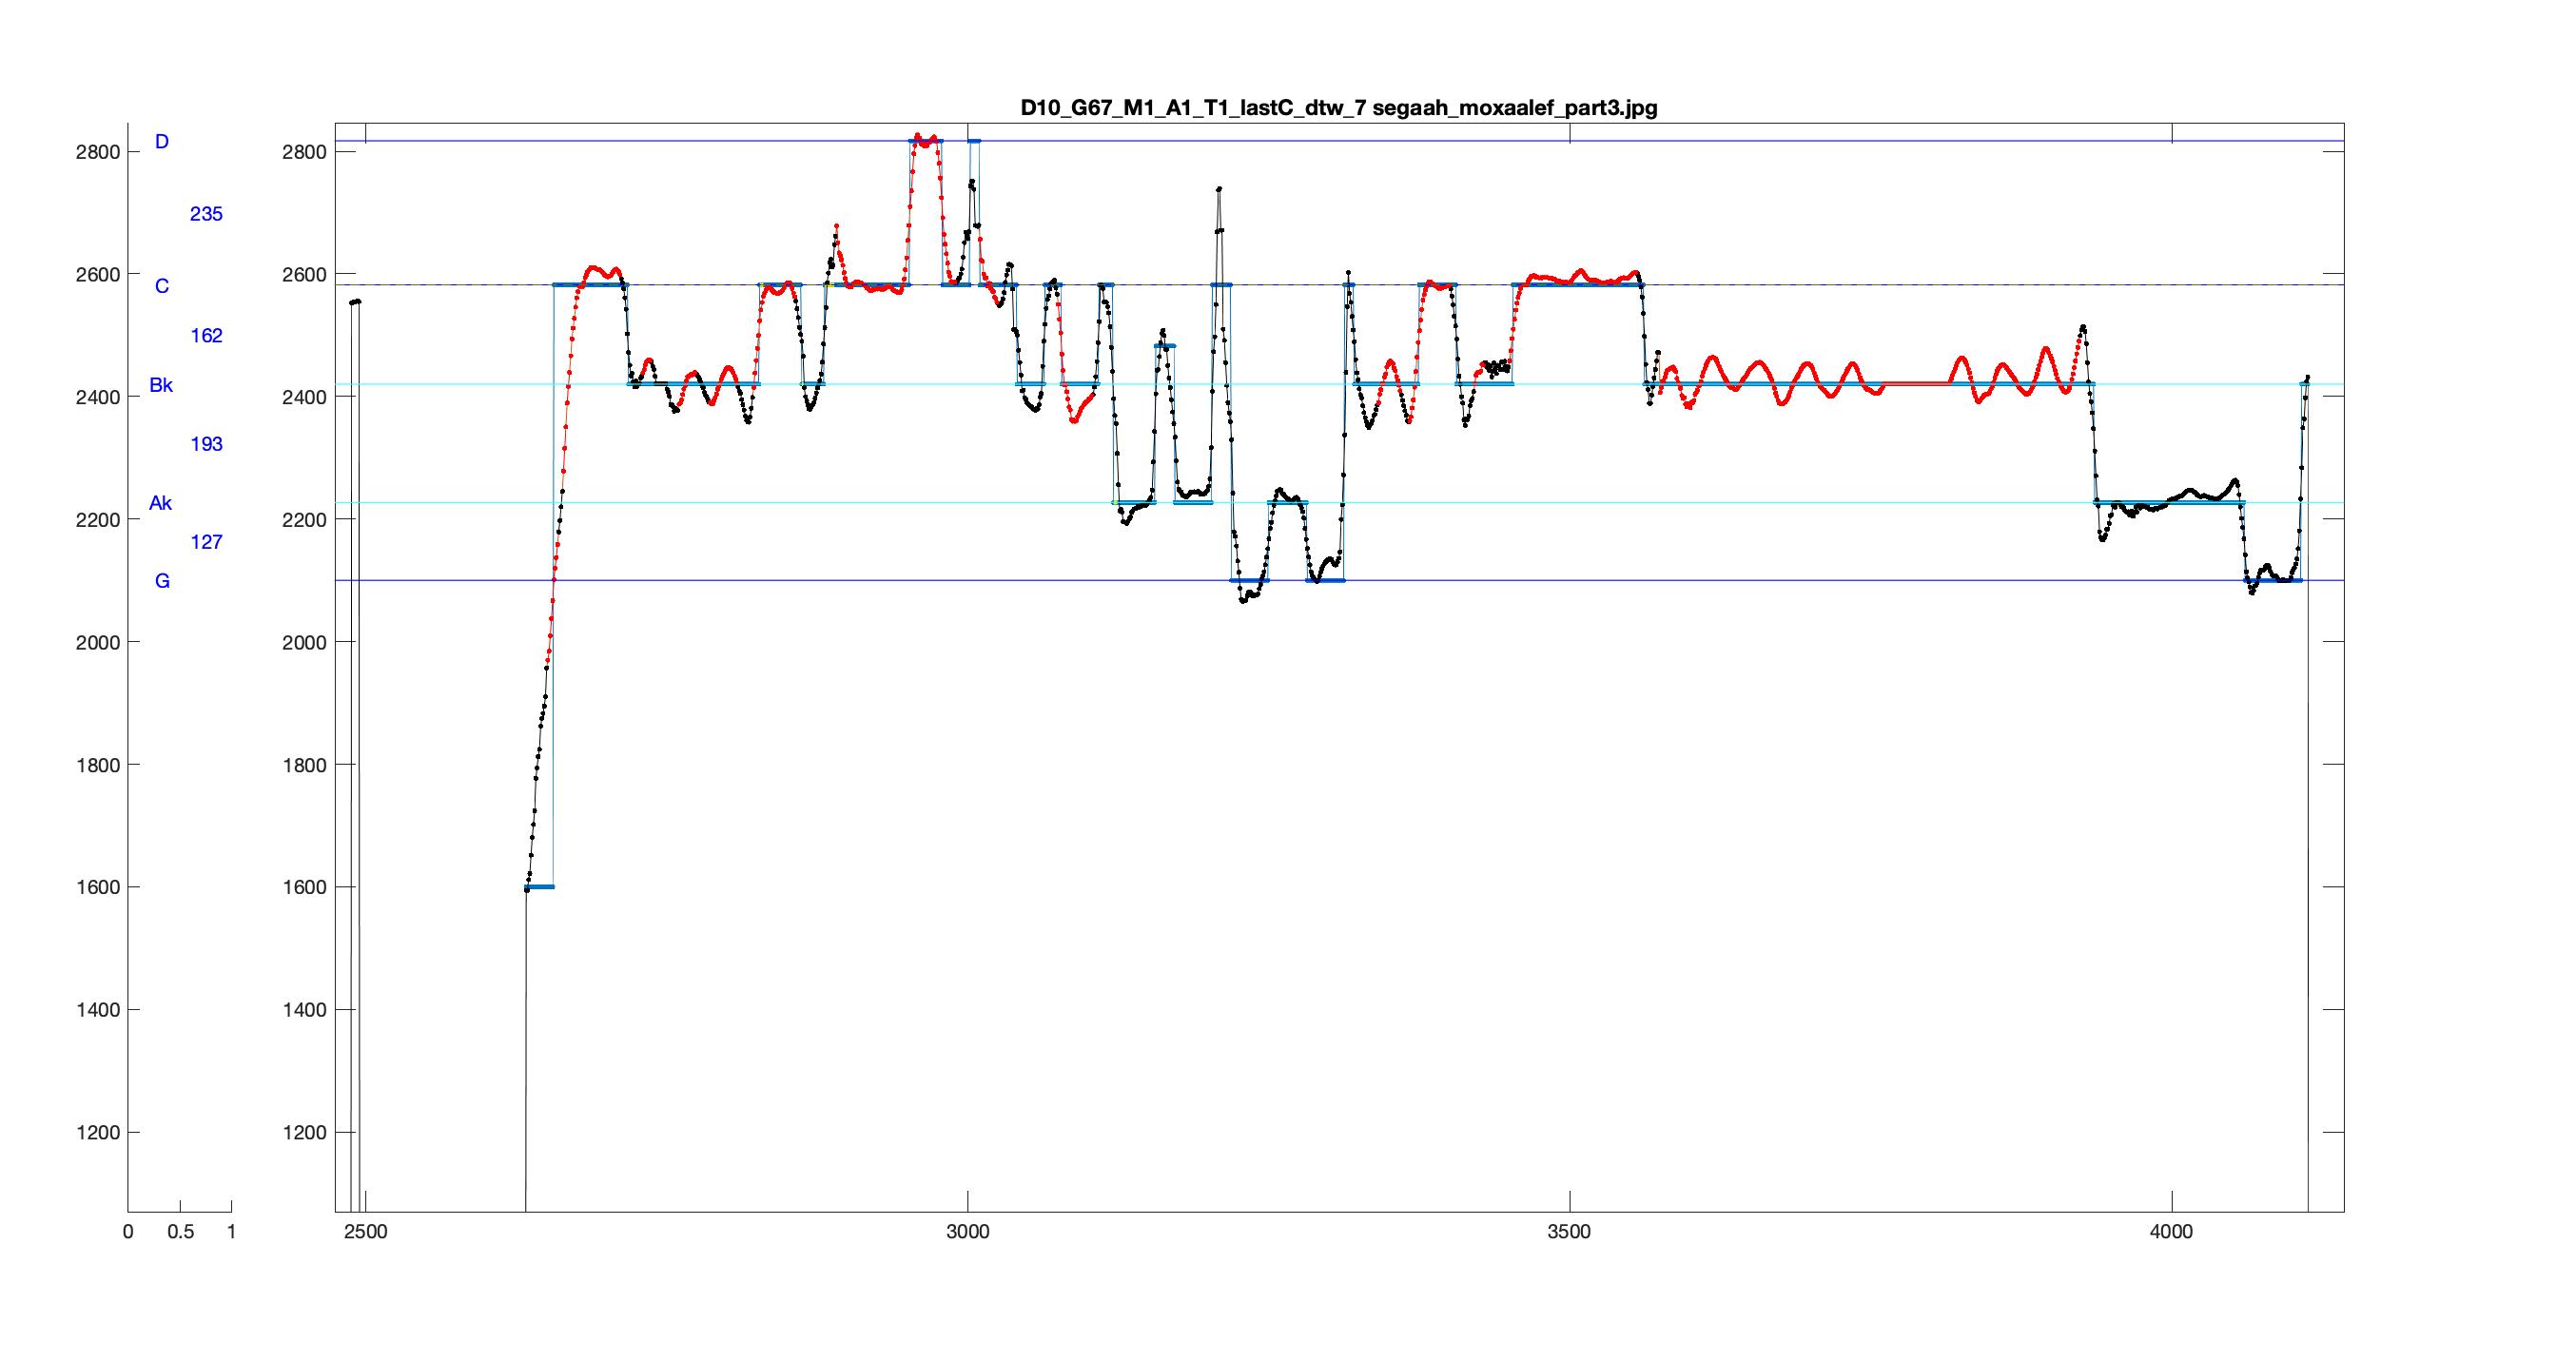 D10_G67_M1_A1_T1_lastC_dtw_7 segaah_moxaalef_part3.jpg
2800 D 2800
235
2600 C 2600
162
2400 Bk 2400
193
2200 Ak 2200
127
G
2000 2000
1800 1800
1600 1600
1400 1400
1200 1200
0 0.5 1 2500 3000 3500 4000